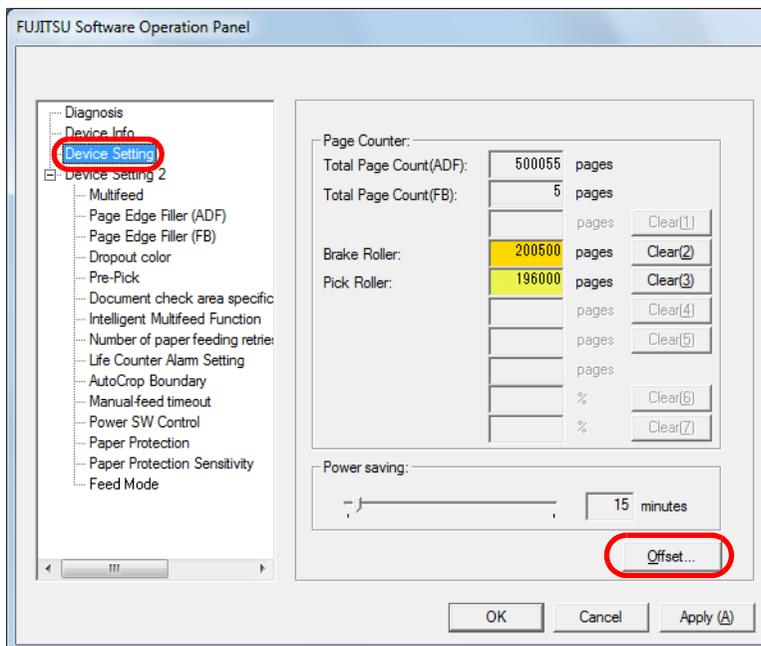 FUJITSU Software Operation Panel
Diagnosis
Device Info
Device Setting
Device Setting 2
Multifeed
Page Edge Filler (ADF)
Page Edge Filler (FB)
Dropout color
Pre-Pick
Document check area specific
Intelligent Multifeed Function
Number of paper feeding retries
Life Counter Alarm Setting
AutoCrop Boundary
Manual-feed timeout
Power SW Control
Paper Protection
Paper Protection Sensitivity
Feed Mode
Page Counter:
Total Page Count(ADF): 500055 pages
Total Page Count(FB): 5 pages
pages Clear(1)
Brake Roller: 200500 pages Clear(2)
Pick Roller: 196000 pages Clear(3)
pages Clear(4)
pages Clear(5)
pages
% Clear(6)
% Clear(7)
Power saving:
15 minutes
Offset...
OK Cancel Apply (A)